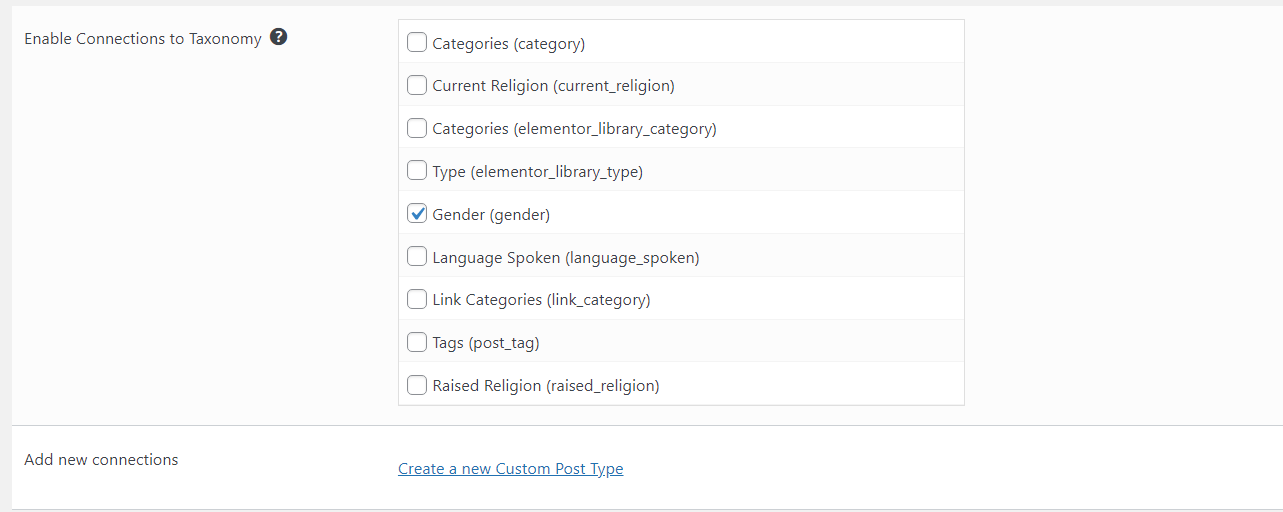 Enable Connections to Taxonomy ?
Categories (category)
Current Religion (current_religion)
Categories (elementor_library_category)
Type (elementor_library_type)
Gender (gender)
Language Spoken (language_spoken)
Link Categories (link_category)
Tags (post_tag)
Raised Religion (raised_religion)
Add new connections
Create a new Custom Post Type